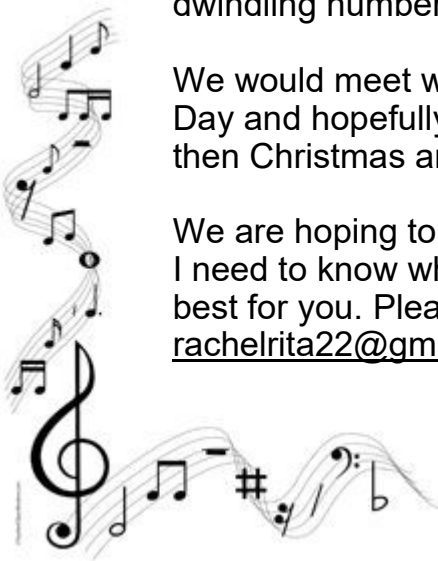 dwindling number
We would meet w
Day and hopefully
then Christmas ar
We are hoping to
I need to know wh
best for you. Plea
rachelrita22@gm